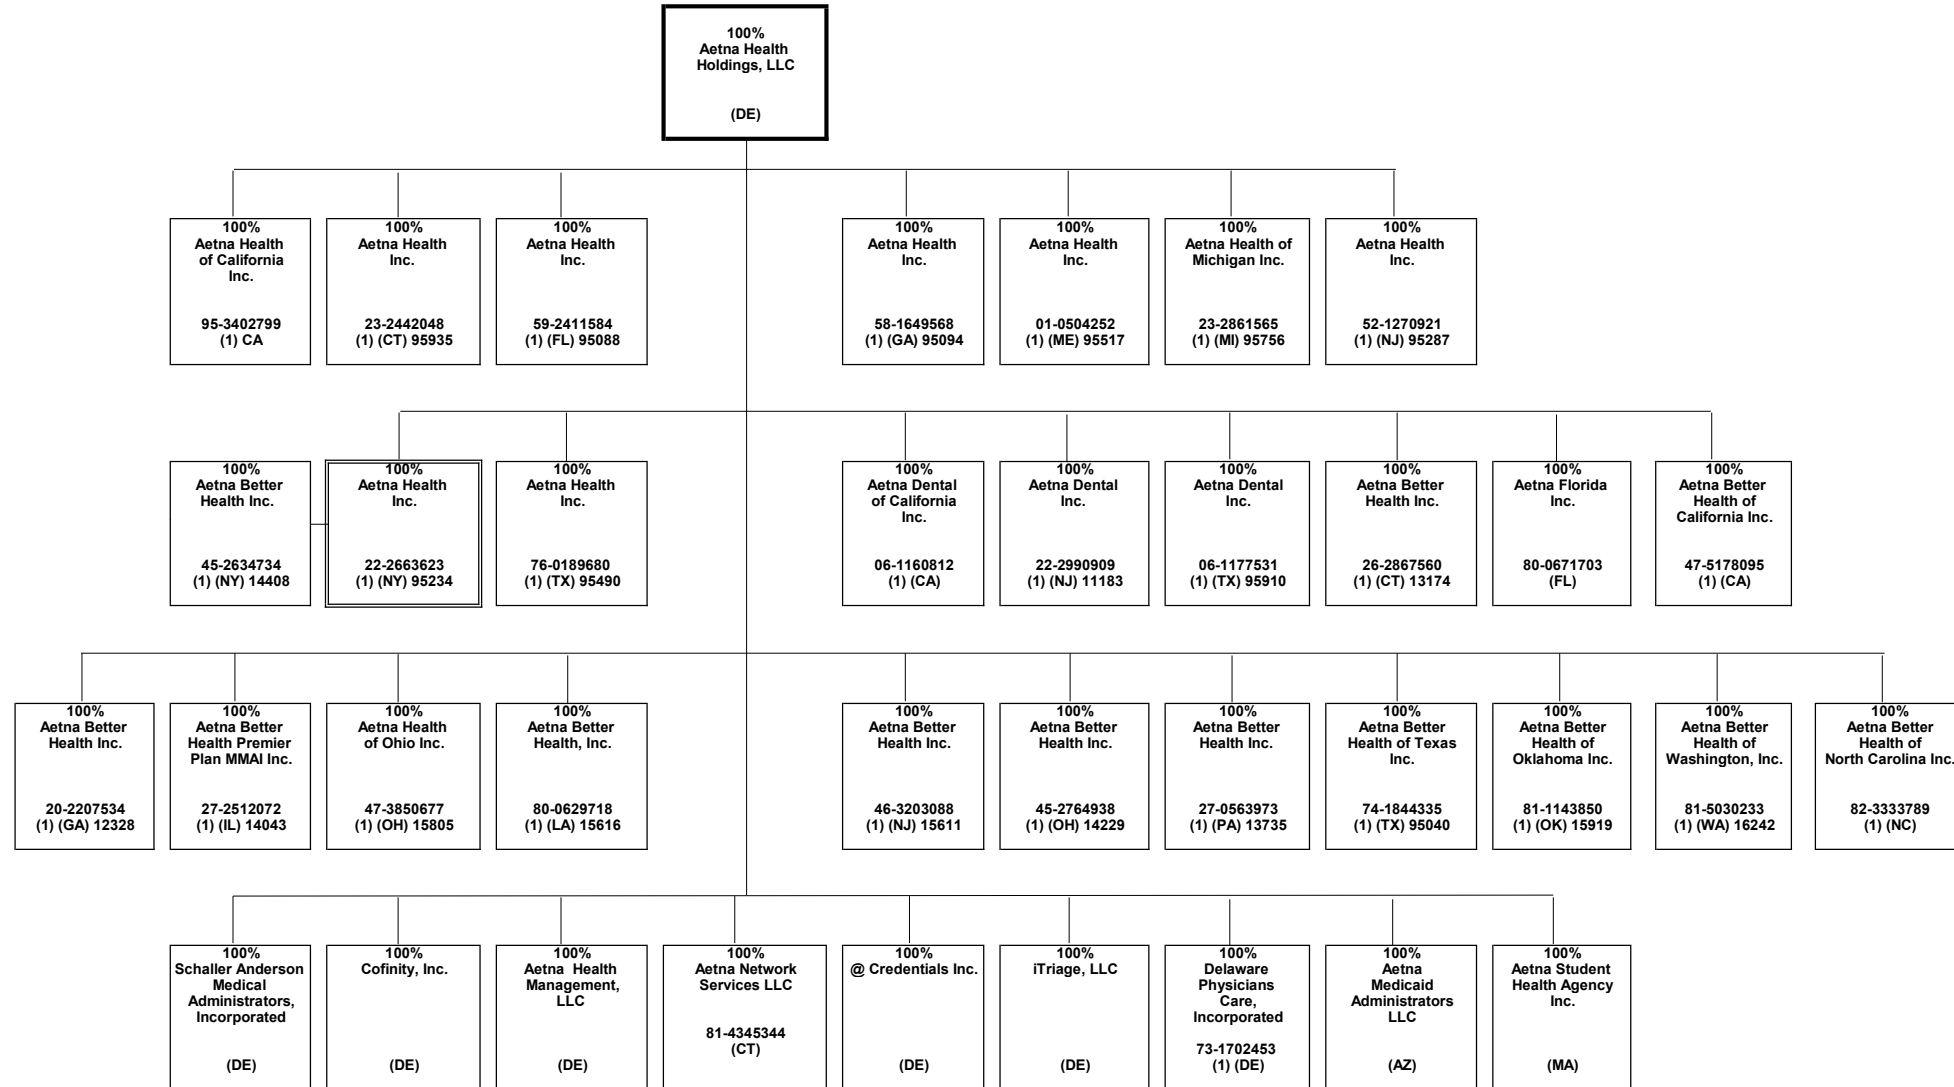 100%
Aetna Health
Holdings, LLC
(DE)
100%
Aetna Health
of California
Inc.
95-3402799
(1) CA
100%
Aetna Health
Inc.
23-2442048
(1) (CT) 95935
100%
Aetna Health
Inc.
59-2411584
(1) (FL) 95088
100%
Aetna Health
Inc.
58-1649568
(1) (GA) 95094
100%
Aetna Health
Inc.
01-0504252
(1) (ME) 95517
100%
Aetna Health of
Michigan Inc.
23-2861565
(1) (MI) 95756
100%
Aetna Health
Inc.
52-1270921
(1) (NJ) 95287
100%
Aetna Better
Health Inc.
45-2634734
(1) (NY) 14408
100%
Aetna Health
Inc.
22-2663623
(1) (NY) 95234
100%
Aetna Health
Inc.
76-0189680
(1) (TX) 95490
100%
Aetna Dental
of California
Inc.
06-1160812
(1) (CA)
100%
Aetna Dental
Inc.
22-2990909
(1) (NJ) 11183
100%
Aetna Dental
Inc.
06-1177531
(1) (TX) 95910
100%
Aetna Better
Health Inc.
26-2867560
(1) (CT) 13174
100%
Aetna Florida
Inc.
80-0671703
(FL)
100%
Aetna Better
Health of
California Inc.
47-5178095
(1) (CA)
100%
Aetna Better
Health Inc.
20-2207534
(1) (GA) 12328
100%
Aetna Better
Health Premier
Plan MMAI Inc.
27-2512072
(1) (IL) 14043
100%
Aetna Health
of Ohio Inc.
47-3850677
(1) (OH) 15805
100%
Aetna Better
Health, Inc.
80-0629718
(1) (LA) 15616
100%
Aetna Better
Health Inc.
46-3203088
(1) (NJ) 15611
100%
Aetna Better
Health Inc.
45-2764938
(1) (OH) 14229
100%
Aetna Better
Health Inc.
27-0563973
(1) (PA) 13735
100%
Aetna Better
Health of Texas
Inc.
74-1844335
(1) (TX) 95040
100%
Aetna Better
Health of
Oklahoma Inc.
81-1143850
(1) (OK) 15919
100%
Aetna Better
Health of
Washington, Inc.
81-5030233
(1) (WA) 16242
100%
Aetna Better
Health of
North Carolina Inc.
82-3333789
(1) (NC)
100%
Schaller Anderson
Medical
Administrators,
Incorporated
(DE)
100%
Cofinity, Inc.
(DE)
100%
Aetna Health
Management,
LLC
(DE)
100%
Aetna Network
Services LLC
81-4345344
(CT)
100%
@ Credentials Inc.
(DE)
100%
iTriage, LLC
(DE)
100%
Delaware
Physicians
Care,
Incorporated
73-1702453
(1) (DE)
100%
Aetna
Medicaid
Administrators
LLC
(AZ)
100%
Aetna Student
Health Agency
Inc.
(MA)